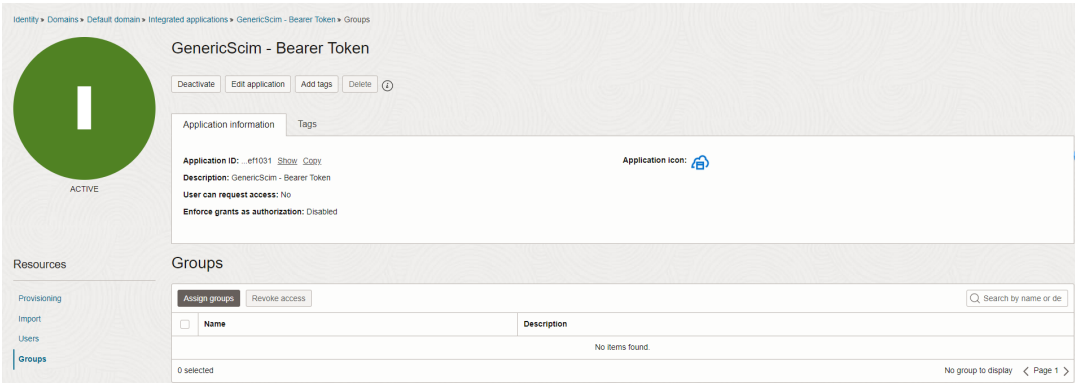 Identity » Domains » Default domain » Integrated applications » GenericScim - Bearer Token » Groups
GenericScim - Bearer Token
Deactivate Edit application Add tags Delete i
ACTIVE
Application information Tags
Application ID: ...ef1031 Show Copy
Application icon:
Description: GenericScim - Bearer Token
User can request access: No
Enforce grants as authorization: Disabled
Resources
Provisioning
Import
Users
Groups
Groups
Assign groups Revoke access
Search by name or de
Name Description
No items found.
0 selected
No group to display Page 1